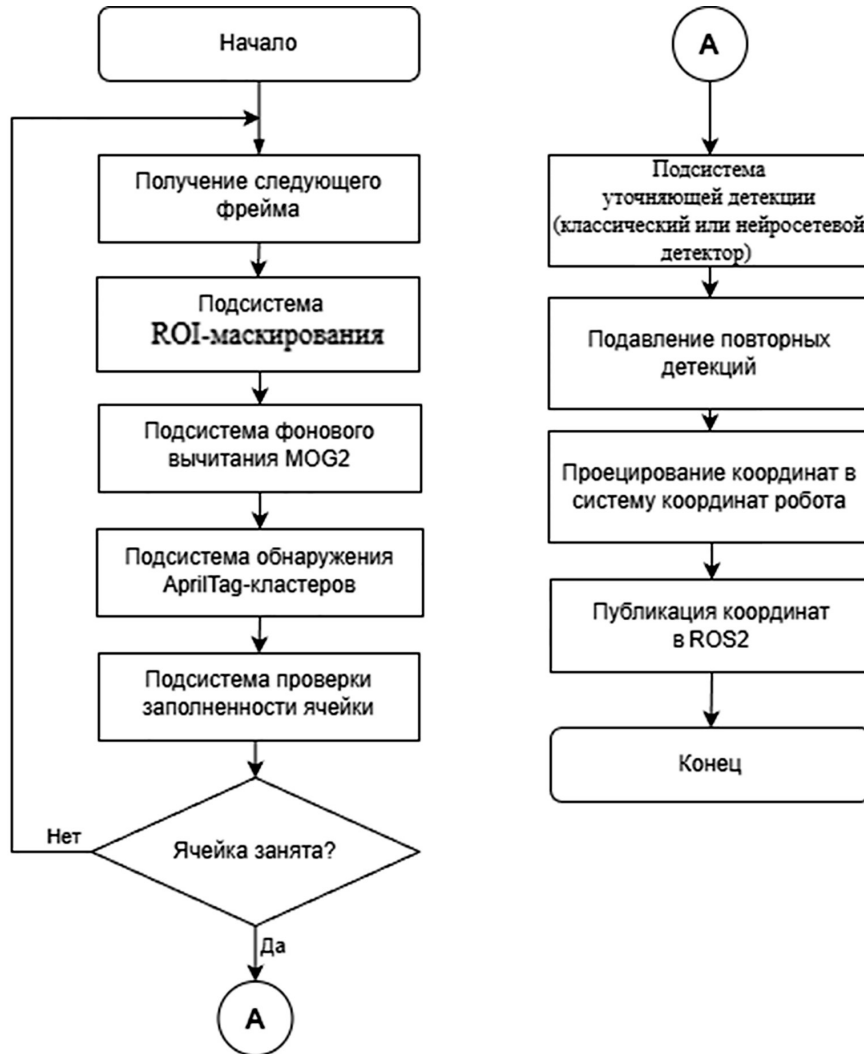 Начало
Получение следующего
фрейма
Подсистема
ROI-маскирования
Подсистема фонового
вычитания MOG2
Подсистема обнаружения
AprilTag-кластеров
Подсистема проверки
заполненности ячейки
Ячейка занята?
Нет
Да
А
А
Подсистема
уточняющей детекции
(классический или нейросетевой
детектор)
Подавление повторных
детекций
Проецирование координат в
систему координат робота
Публикация координат
в ROS2
Конец